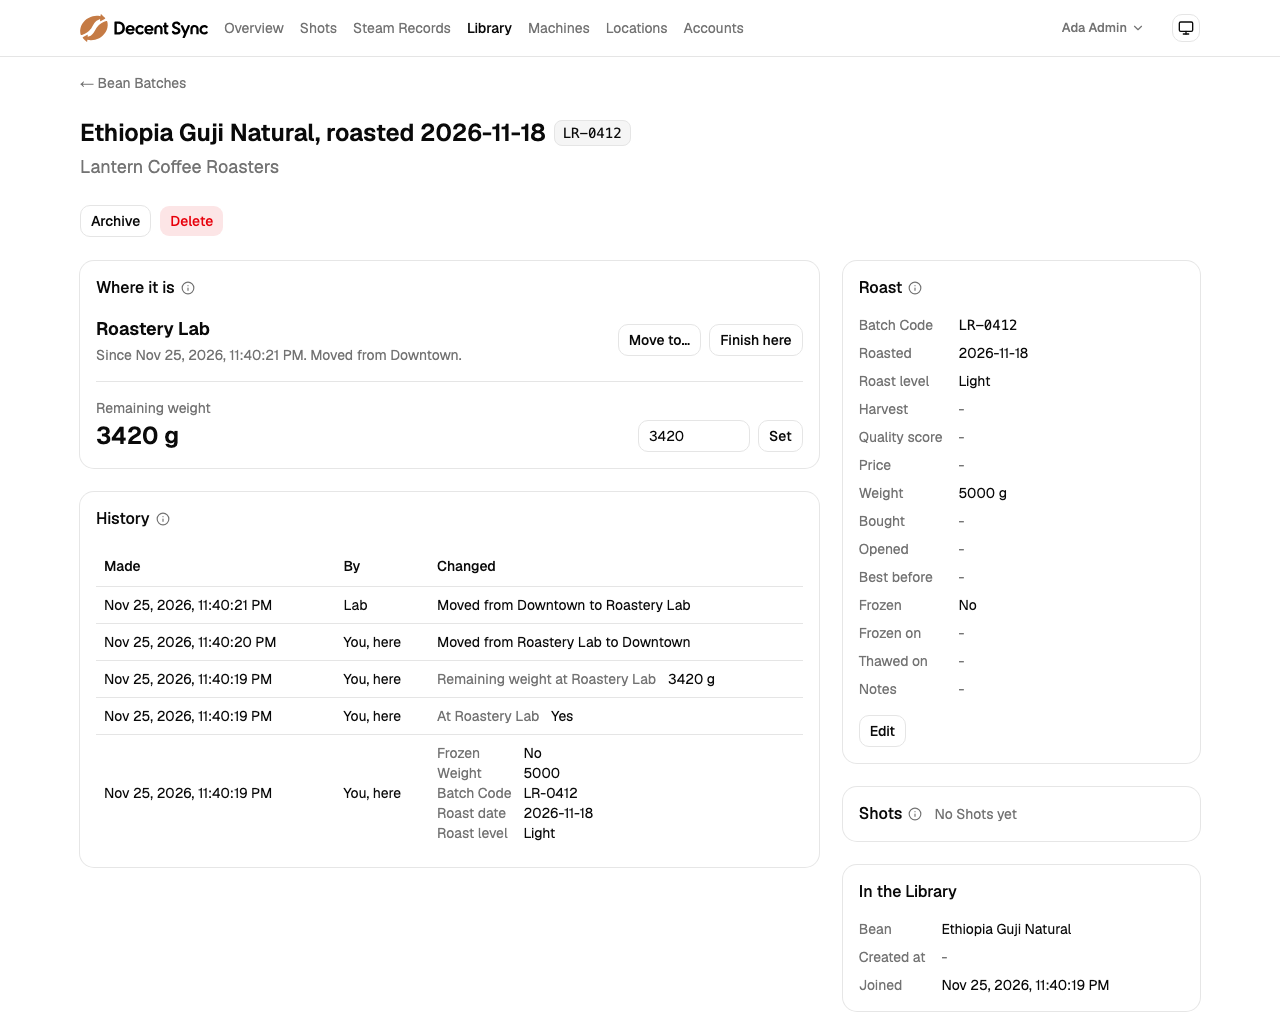 Decent Sync Overview Shots Steam Records Library Machines Locations Accounts Ada Admin
← Bean Batches
Ethiopia Guji Natural, roasted 2026-11-18 LR-0412
Lantern Coffee Roasters
Archive Delete
Where it is
Roastery Lab
Since Nov 25, 2026, 11:40:21 PM. Moved from Downtown.
Move to... Finish here
Remaining weight
3420 g
3420 Set
History
Made By Changed
Nov 25, 2026, 11:40:21 PM Lab Moved from Downtown to Roastery Lab
Nov 25, 2026, 11:40:20 PM You, here Moved from Roastery Lab to Downtown
Nov 25, 2026, 11:40:19 PM You, here Remaining weight at Roastery Lab 3420 g
Nov 25, 2026, 11:40:19 PM You, here At Roastery Lab Yes
Nov 25, 2026, 11:40:19 PM You, here
Frozen No
Weight 5000
Batch Code LR-0412
Roast date 2026-11-18
Roast level Light
Roast
Batch Code LR-0412
Roasted 2026-11-18
Roast level Light
Harvest -
Quality score -
Price -
Weight 5000 g
Bought -
Opened -
Best before -
Frozen No
Frozen on -
Thawed on -
Notes -
Edit
Shots No Shots yet
In the Library
Bean Ethiopia Guji Natural
Created at -
Joined Nov 25, 2026, 11:40:19 PM